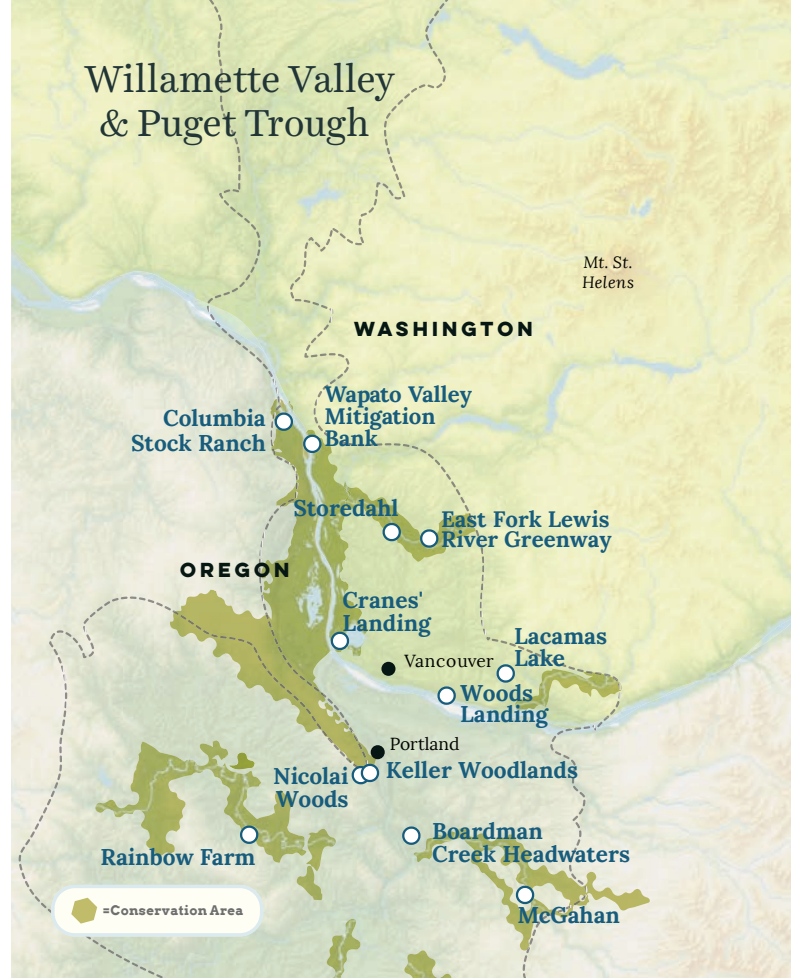 Willamette Valley
& Puget Trough
Mt. St.
Helens
WASHINGTON
Wapato Valley
Mitigation
Bank
Columbia
Stock Ranch
Storedahl
East Fork Lewis
River Greenway
OREGON
Cranes'
Landing
Lacamas
Lake
Vancouver
Woods
Landing
Portland
Nicolai
Woods
Keller Woodlands
Boardman
Creek Headwaters
Rainbow Farm
McGahan
=Conservation Area